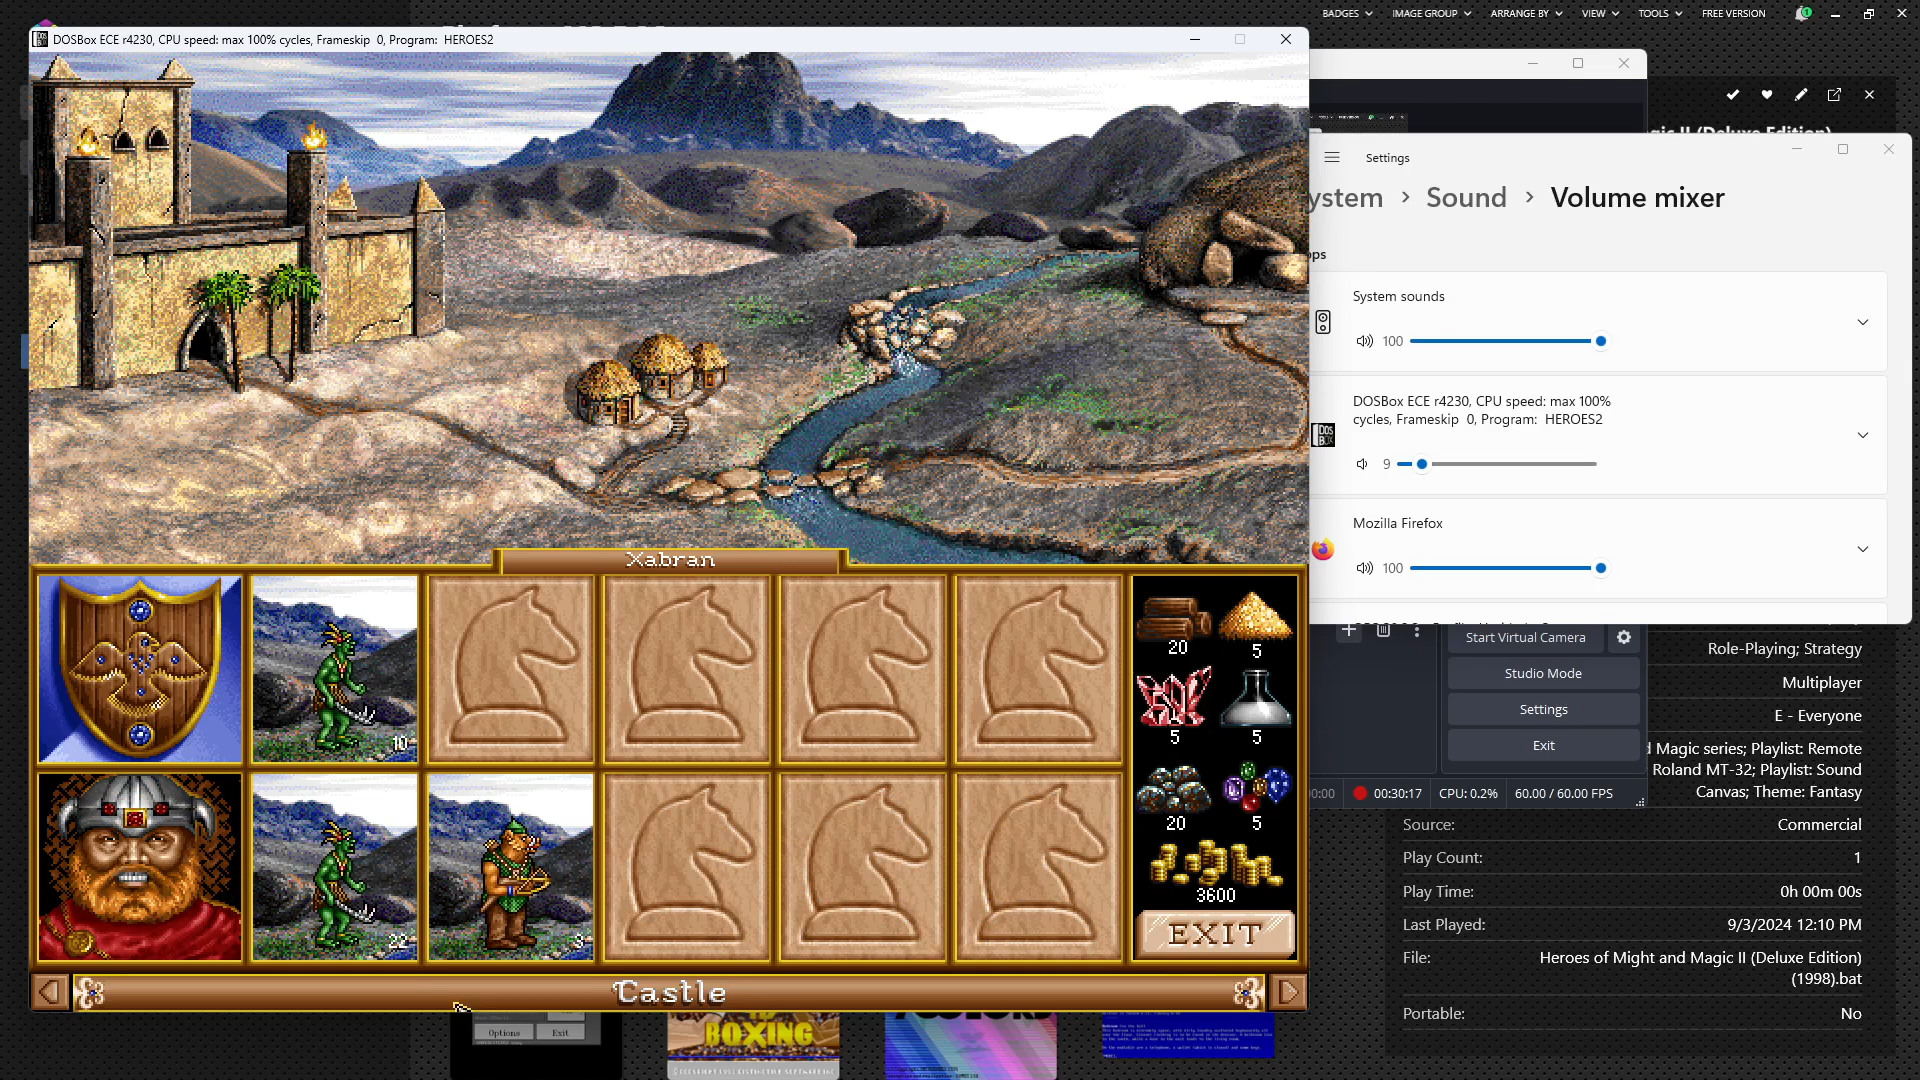 BADGES
IMAGE GROUP
ARRANGE BY
VIEW
TOOLS
FREE VERSION
DOSBox ECE r4230, CPU speed: max 100% cycles, Frameskip 0, Program: HEROES2
Settings
ystem > Sound > Volume mixer
System sounds
100
DOSBox ECE r4230, CPU speed: max 100%
cycles, Frameskip 0, Program: HEROES2
9
Mozilla Firefox
100
Xabran
10
22
3
20
5
5
5
20
5
3600
EXIT
Castle
Start Virtual Camera
Studio Mode
Settings
Exit
00:30:17
CPU: 0.2%
60.00 / 60.00 FPS
Role-Playing; Strategy
Multiplayer
E - Everyone
Magic series; Playlist: Remote
Roland MT-32; Playlist: Sound
Canvas; Theme: Fantasy
Source: Commercial
Play Count: 1
Play Time: 0h 00m 00s
Last Played: 9/3/2024 12:10 PM
File: Heroes of Might and Magic II (Deluxe Edition)
(1998).bat
Portable: No
Options
Exit
BOXING